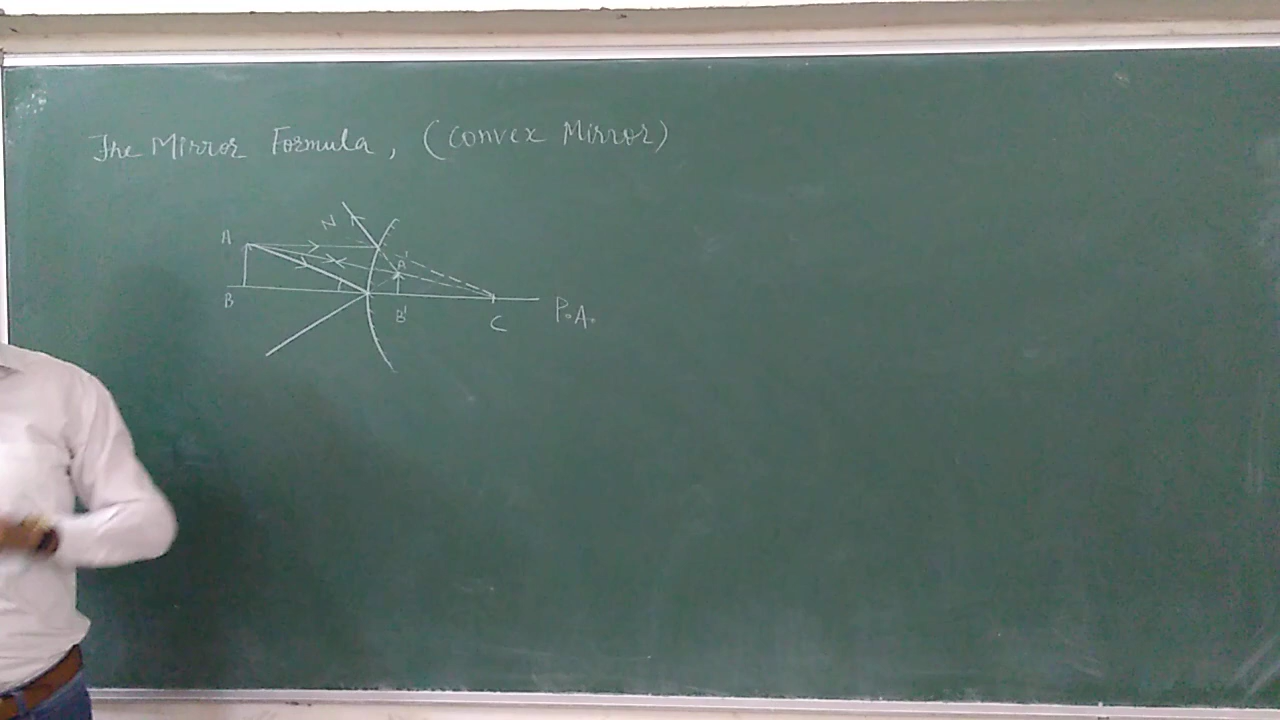 The Mirror Formula, (Convex Mirror)
N
A
A'
B
B'
C
P.A.